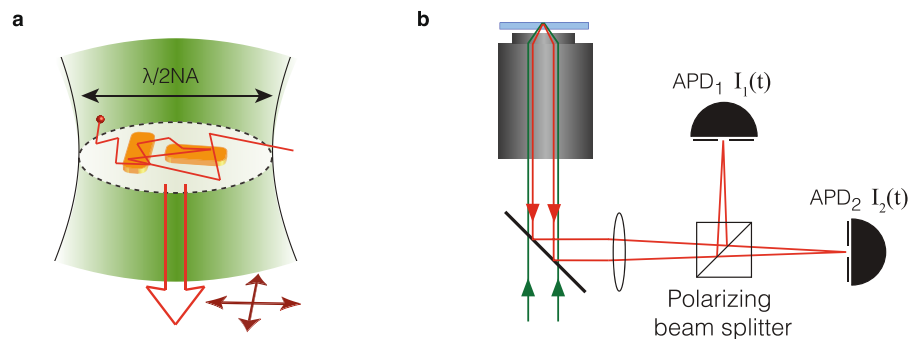 a
λ/2NA
b
APD₁ I₁(t)
APD₂ I₂(t)
Polarizing
beam splitter